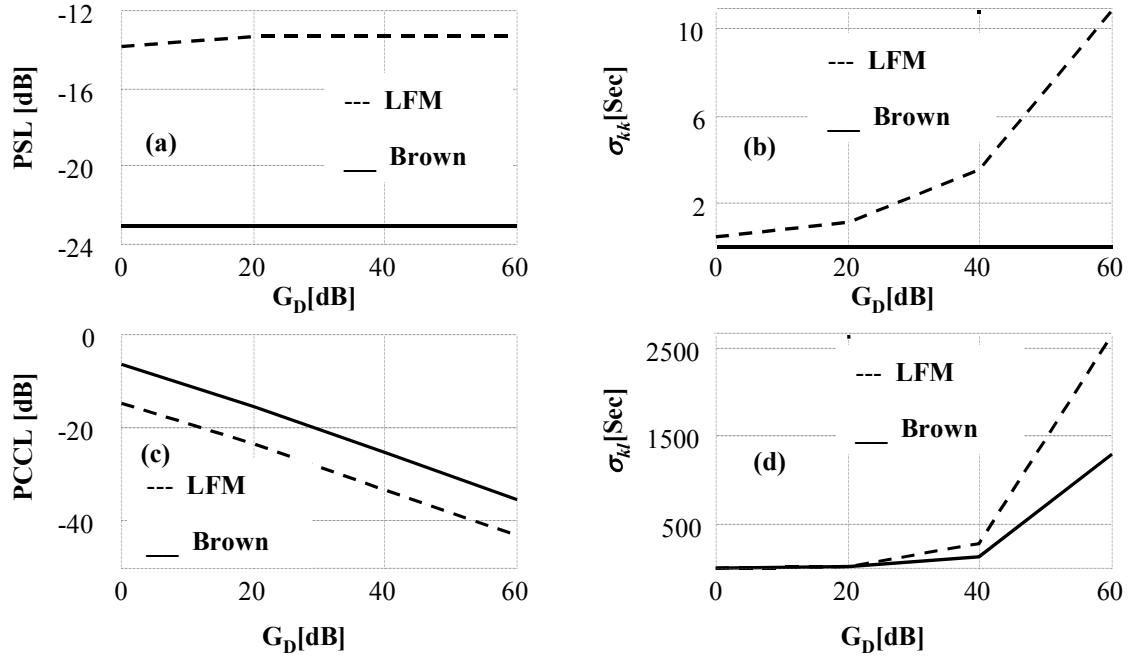 PSL [dB]
-12
-16
-20
-24
(a)
LFM
Brown
0 20 40 60
G_D[dB]
σ_kk[Sec]
10
6
2
(b)
LFM
Brown
0 20 40 60
G_D[dB]
PCCL [dB]
0
-20
-40
(c)
LFM
Brown
0 20 40 60
G_D[dB]
σ_kl[Sec]
2500
1500
500
(d)
LFM
Brown
0 20 40 60
G_D[dB]